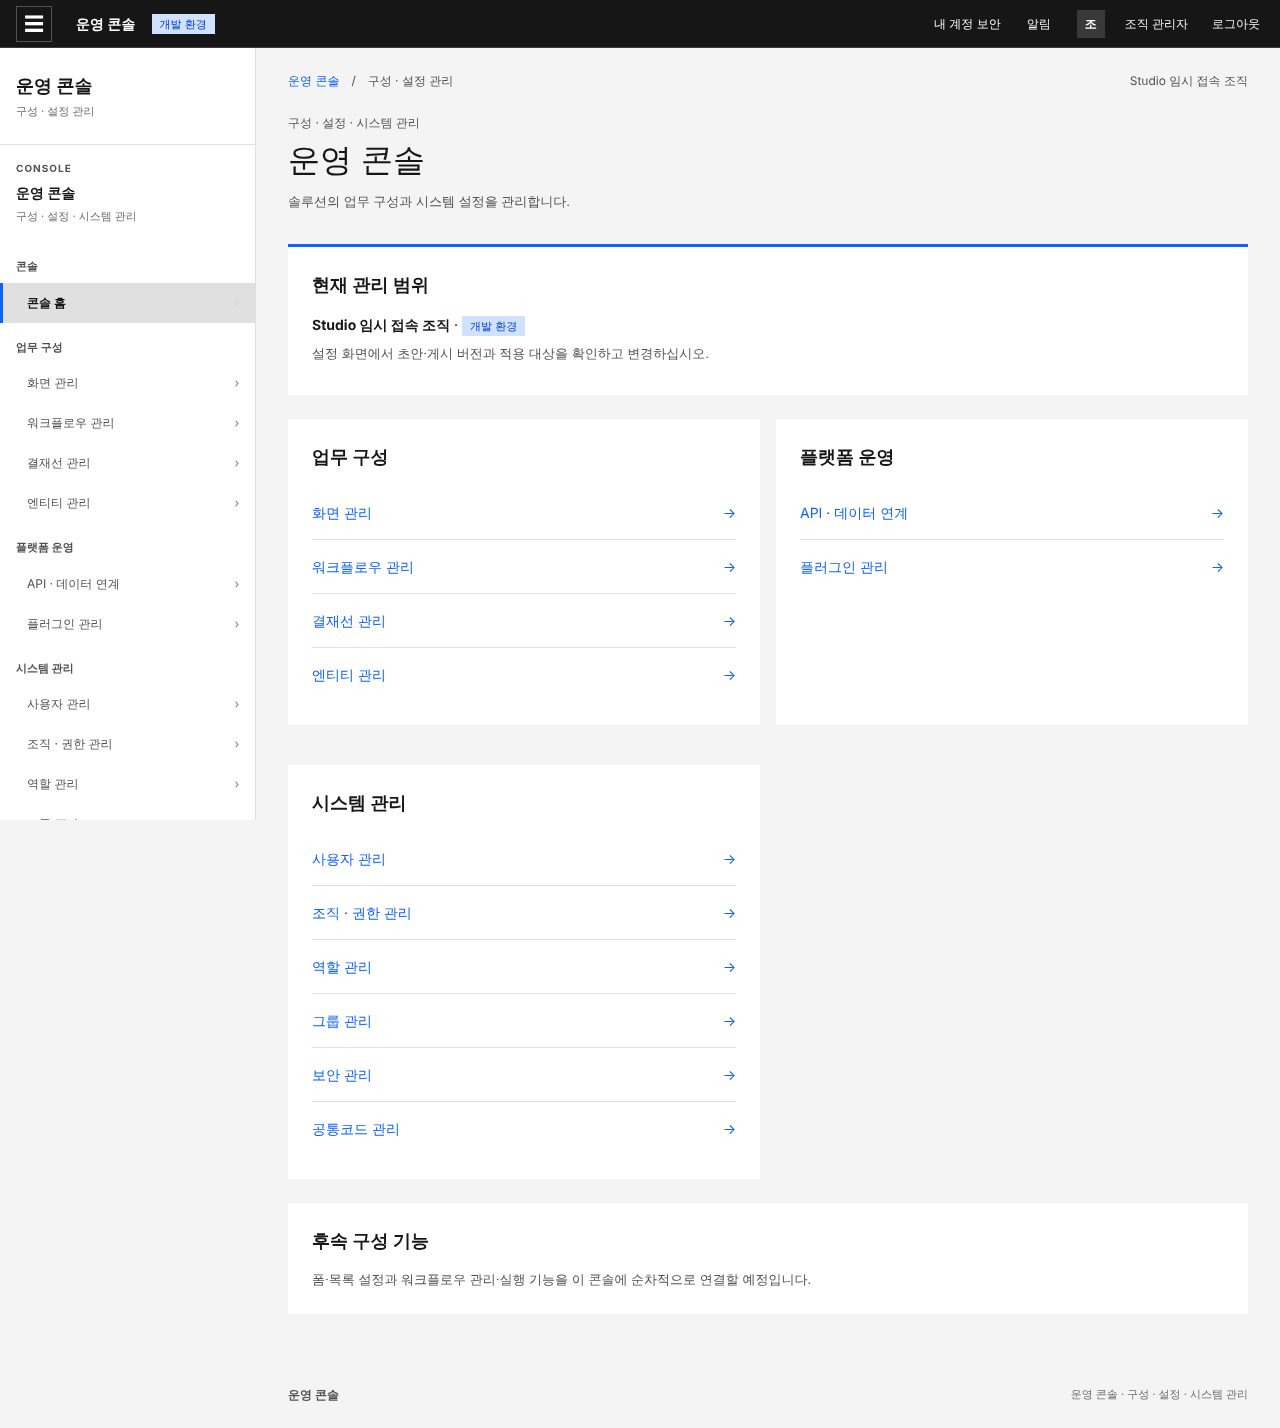 운영 콘솔
개발 환경
내 계정 보안
알림
조
조직 관리자
로그아웃
운영 콘솔
구성 · 설정 관리
CONSOLE
운영 콘솔
구성 · 설정 · 시스템 관리
콘솔
콘솔 홈
업무 구성
화면 관리 ›
워크플로우 관리 ›
결재선 관리 ›
엔티티 관리 ›
플랫폼 운영
API · 데이터 연계 ›
플러그인 관리 ›
시스템 관리
사용자 관리 ›
조직 · 권한 관리 ›
역할 관리 ›
운영 콘솔 / 구성 · 설정 관리
Studio 임시 접속 조직
구성 · 설정 · 시스템 관리
운영 콘솔
솔루션의 업무 구성과 시스템 설정을 관리합니다.
현재 관리 범위
Studio 임시 접속 조직 · 개발 환경
설정 화면에서 초안·게시 버전과 적용 대상을 확인하고 변경하십시오.
업무 구성
화면 관리 →
워크플로우 관리 →
결재선 관리 →
엔티티 관리 →
플랫폼 운영
API · 데이터 연계 →
플러그인 관리 →
시스템 관리
사용자 관리 →
조직 · 권한 관리 →
역할 관리 →
그룹 관리 →
보안 관리 →
공통코드 관리 →
후속 구성 기능
폼·목록 설정과 워크플로우 관리·실행 기능을 이 콘솔에 순차적으로 연결할 예정입니다.
운영 콘솔
운영 콘솔 · 구성 · 설정 · 시스템 관리